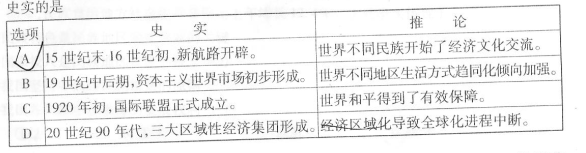 史实的是
选项 史 实 推 论
A 15 世纪末 16 世纪初,新航路开辟。 世界不同民族开始了经济文化交流。
B 19 世纪中后期,资本主义世界市场初步形成。 世界不同地区生活方式趋同化倾向加强。
C 1920 年初,国际联盟正式成立。 世界和平得到了有效保障。
D 20 世纪 90 年代,三大区域性经济集团形成。 经济区域化导致全球化进程中断。